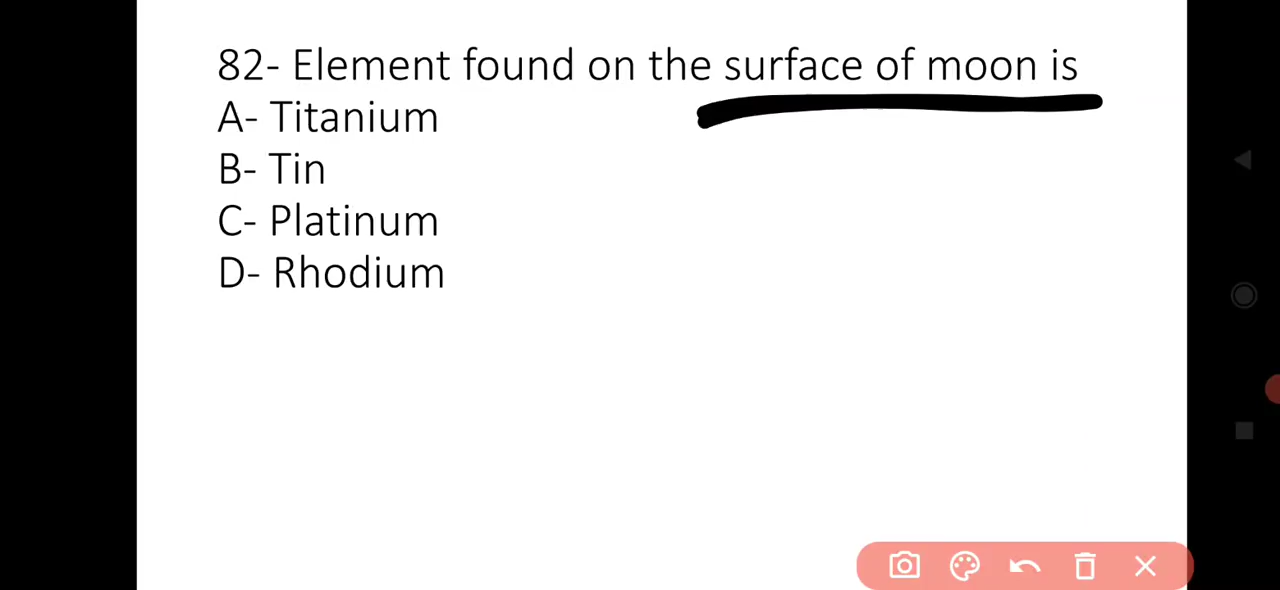 82- Element found on the surface of moon is
A- Titanium
B- Tin
C- Platinum
D- Rhodium